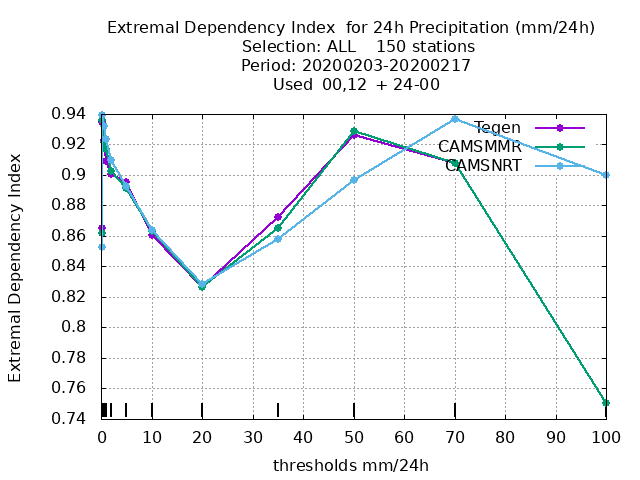 Extremal Dependency Index  for 24h Precipitation (mm/24h)
Selection: ALL    150 stations
Period: 20200203-20200217
Used  00,12  + 24-00
Extremal Dependency Index
0.94
0.92
0.9
0.88
0.86
0.84
0.82
0.8
0.78
0.76
0.74
Tegen
CAMSMMR
CAMSNRT
0 10 20 30 40 50 60 70 80 90 100
thresholds mm/24h